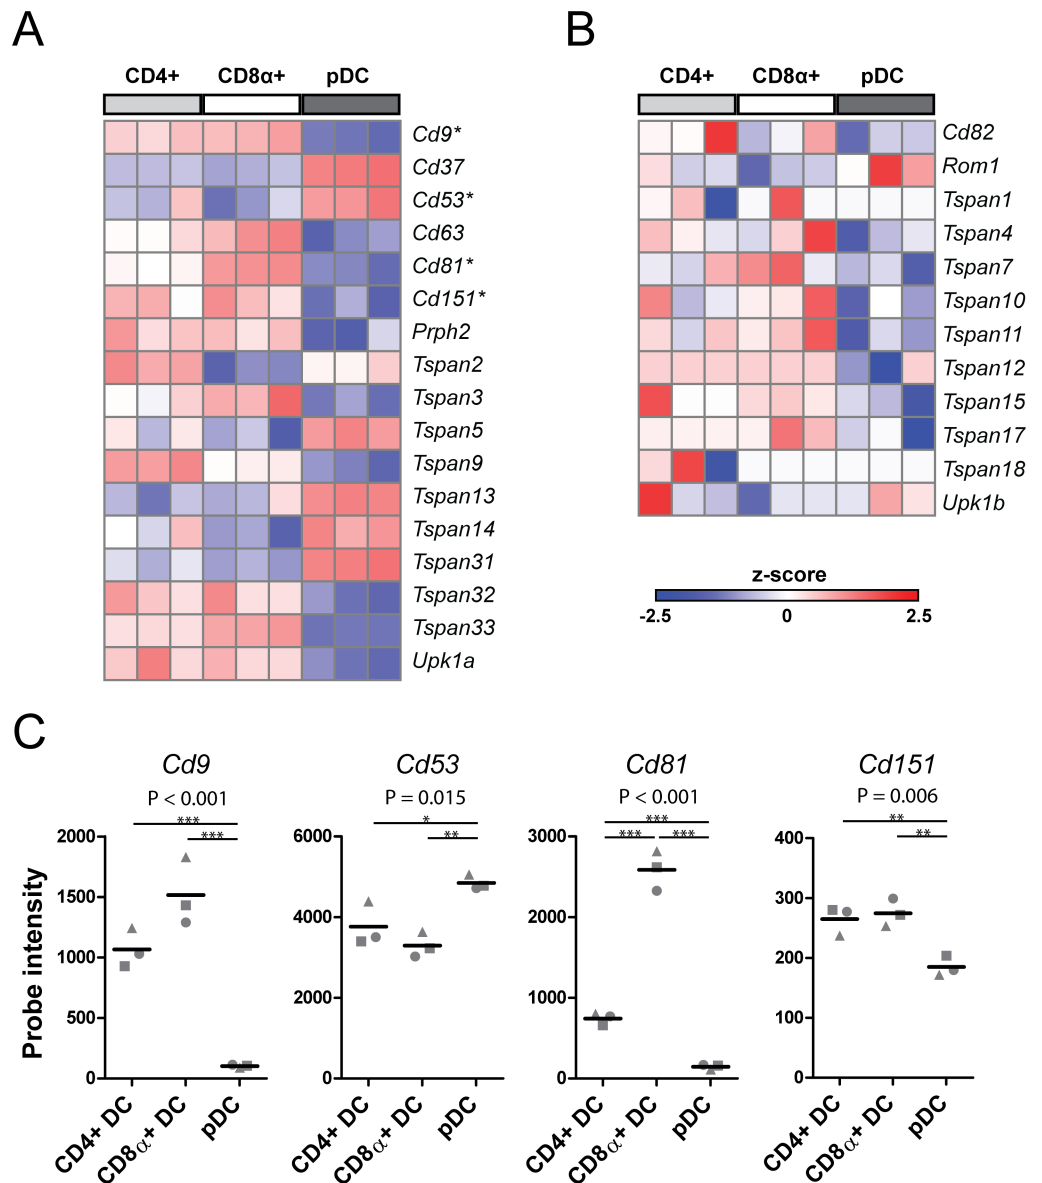 A
CD4+ CD8α+ pDC
Cd9*
Cd37
Cd53*
Cd63
Cd81*
Cd151*
Prph2
Tspan2
Tspan3
Tspan5
Tspan9
Tspan13
Tspan14
Tspan31
Tspan32
Tspan33
Upk1a
B
CD4+ CD8α+ pDC
Cd82
Rom1
Tspan1
Tspan4
Tspan7
Tspan10
Tspan11
Tspan12
Tspan15
Tspan17
Tspan18
Upk1b
z-score
-2.5 0 2.5
C
Probe intensity
Cd9
P < 0.001
***
***
2000
1500
1000
500
0
CD4+ DC
CD8α+ DC
pDC
Cd53
P = 0.015
*
**
6000
4000
2000
0
CD4+ DC
CD8α+ DC
pDC
Cd81
P < 0.001
***
*** ***
3000
2000
1000
0
CD4+ DC
CD8α+ DC
pDC
Cd151
P = 0.006
**
**
400
300
200
100
0
CD4+ DC
CD8α+ DC
pDC